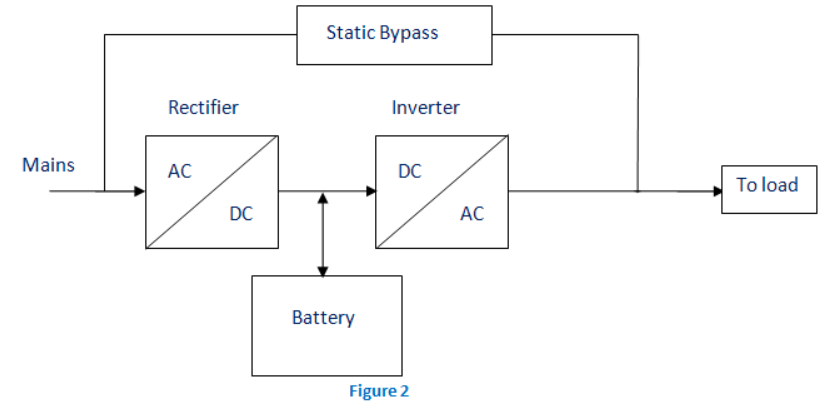 Static Bypass
Rectifier
Inverter
Mains
AC
DC
DC
AC
To load
Battery
Figure 2